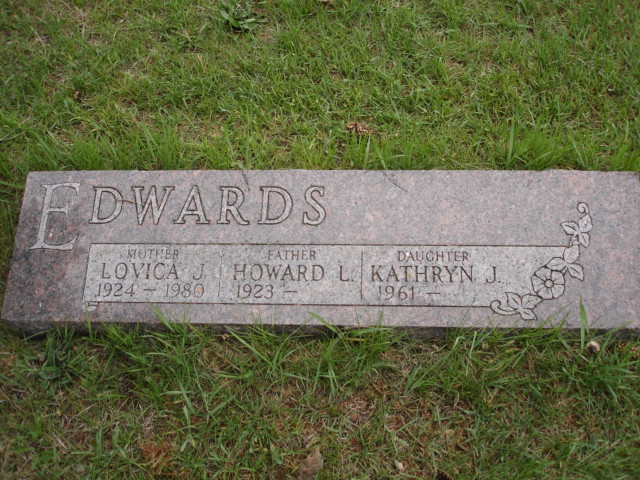 EDWARDS
MOTHER FATHER DAUGHTER
LOVICA J. HOWARD L. KATHRYN J.
1924 – 1980 1923 – 1961 –